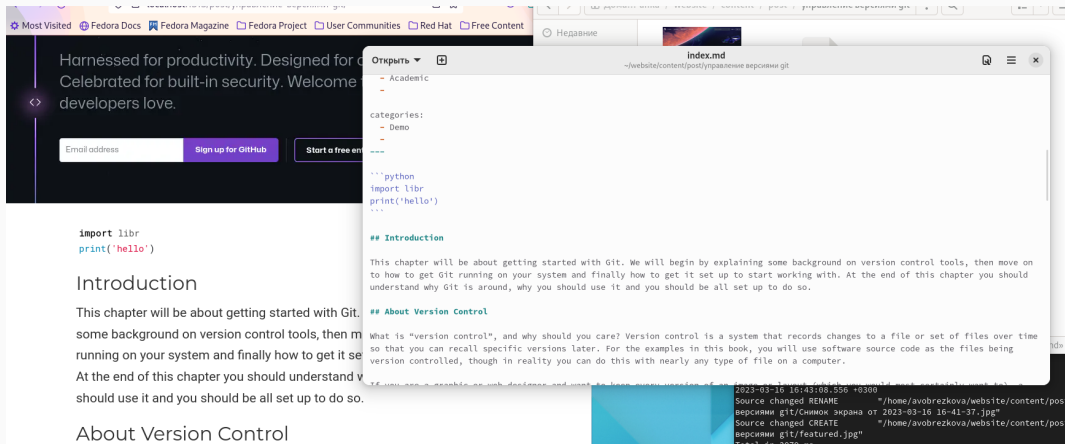 Most Visited Fedora Docs Fedora Magazine Fedora Project User Communities Red Hat Free Content
Недавние
Harnessed for productivity. Designed for
Celebrated for built-in security. Welcome
developers love.
Email address Sign up for GitHub Start a free
import libr
print('hello')
Introduction
This chapter will be about getting started with Git.
some background on version control tools, then
running on your system and finally how to get it
At the end of this chapter you should understand
should use it and you should be all set up to do so.
About Version Control
Открыть index.md
~/website/content/post/управление версиями git
- Academic
-
categories:
- Demo
-
---
```python
import libr
print('hello')
```
## Introduction
This chapter will be about getting started with Git. We will begin by explaining some background on version control tools, then move on
to how to get Git running on your system and finally how to get it set up to start working with. At the end of this chapter you should
understand why Git is around, why you should use it and you should be all set up to do so.
## About Version Control
What is “version control”, and why should you care? Version control is a system that records changes to a file or set of files over time
so that you can recall specific versions later. For the examples in this book, you will use software source code as the files being
version controlled, though in reality you can do this with nearly any type of file on a computer.
2023-03-16 16:43:08.556 +0300
Source changed RENAME "/home/avobrezkova/website/content/pos
версиями git/Снимок экрана от 2023-03-16 16-41-37.jpg"
Source changed CREATE "/home/avobrezkova/website/content/pos
версиями git/featured.jpg"